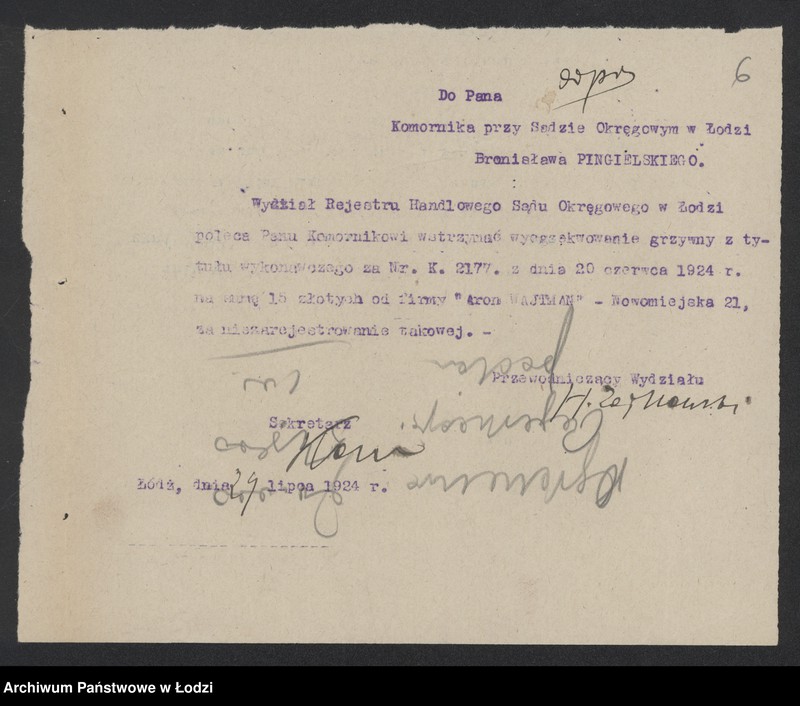 6
Do Pana
Komornika przy Sądzie Okręgowym w Łodzi
Bronisława PINGIELSKIEGO.
Wydział Rejestru Handlowego Sądu Okręgowego w Łodzi
poleca Panu Komornikowi wstrzymać wyegzekwowanie grzywny z ty-
tułu wykonawczego za Nr. K. 2177. z dnia 20 czerwca 1924 r.
na sumę 15 złotych od firmy "Aron WAJTMAN" - Nowomiejska 21,
za niezarejestrowanie takowej. -
Przewodniczący Wydziału
Sekretarz
Łódź, dnia 29 lipca 1924 r.
Archiwum Państwowe w Łodzi